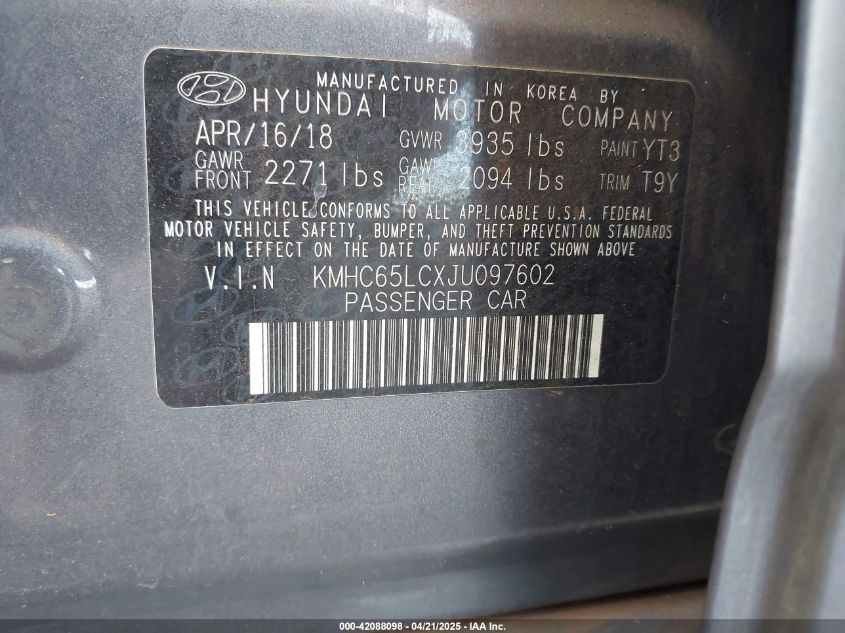 MANUFACTURED IN KOREA BY
HYUNDAI MOTOR COMPANY
APR/16/18 GVWR 3935 lbs PAINT YT3
GAWR FRONT 2271 lbs GAWR REAR 2094 lbs TRIM T9Y
THIS VEHICLE CONFORMS TO ALL APPLICABLE U.S.A. FEDERAL
MOTOR VEHICLE SAFETY, BUMPER, AND THEFT PREVENTION STANDARDS
IN EFFECT ON THE DATE OF MANUFACTURE SHOWN ABOVE
V.I.N KMHC65LCXJU097602
PASSENGER CAR
000-42088098 - 04/21/2025 - IAA Inc.